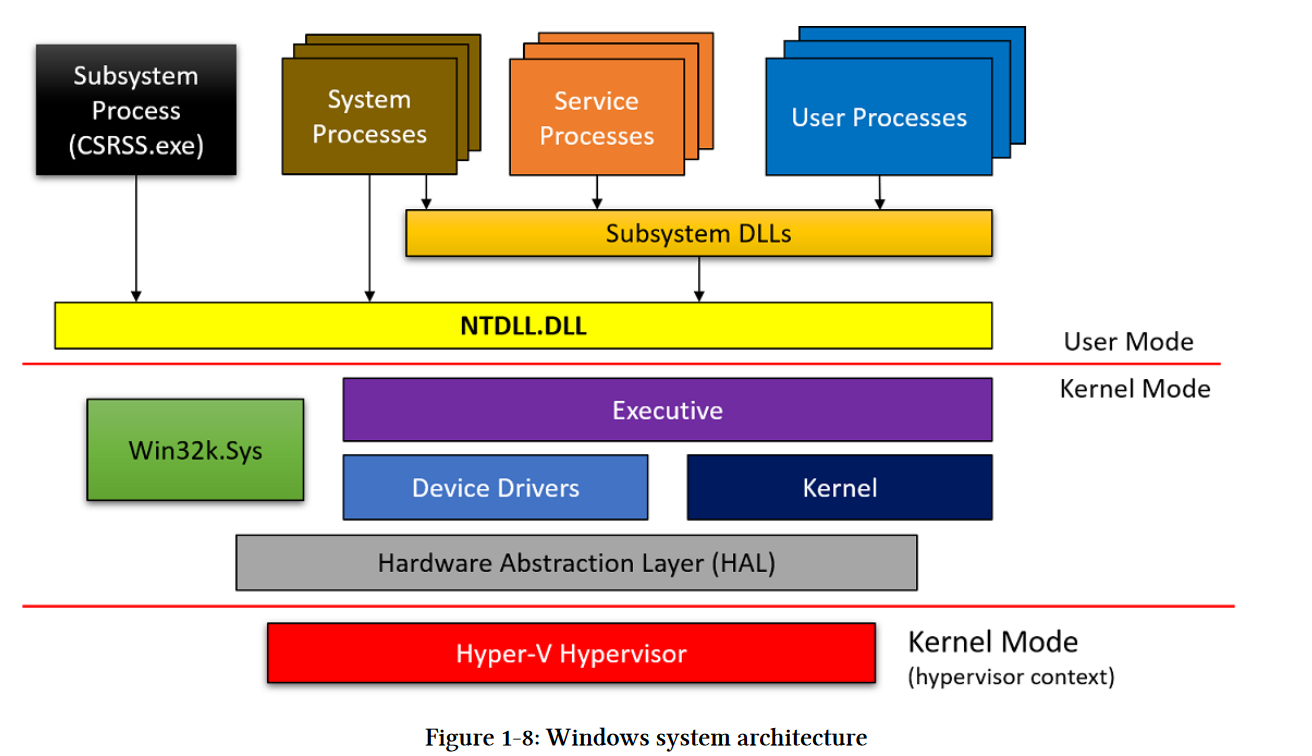 Subsystem
Process
(CSRSS.exe)
System
Processes
Service
Processes
User Processes
Subsystem DLLs
NTDLL.DLL
User Mode
Kernel Mode
Executive
Win32k.Sys
Device Drivers
Kernel
Hardware Abstraction Layer (HAL)
Hyper-V Hypervisor
Kernel Mode
(hypervisor context)
Figure 1-8: Windows system architecture